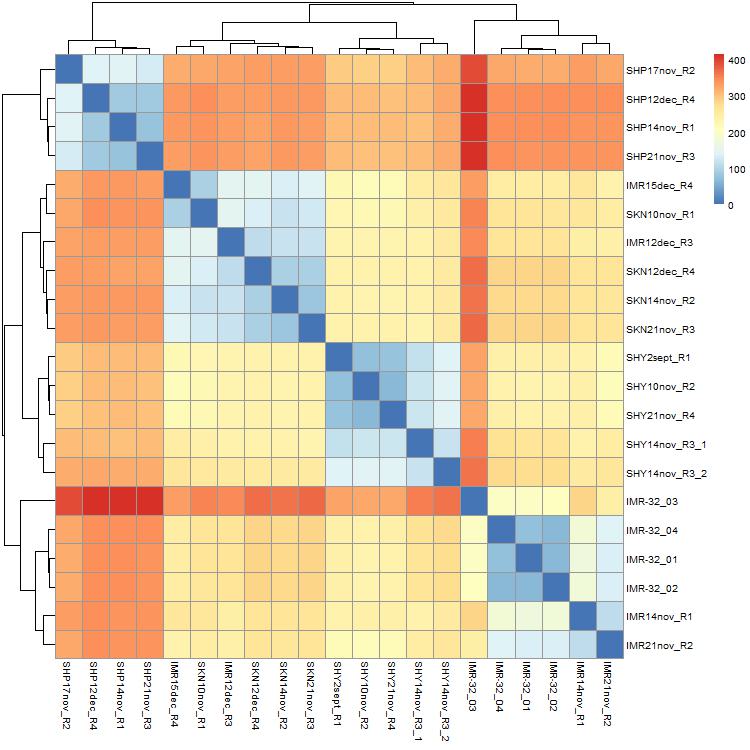 SHP17nov_R2
SHP12dec_R4
SHP14nov_R1
SHP21nov_R3
IMR15dec_R4
SKN10nov_R1
IMR12dec_R3
SKN12dec_R4
SKN14nov_R2
SKN21nov_R3
SHY2sept_R1
SHY10nov_R2
SHY21nov_R4
SHY14nov_R3_1
SHY14nov_R3_2
IMR-32_03
IMR-32_04
IMR-32_01
IMR-32_02
IMR14nov_R1
IMR21nov_R2
400
300
200
100
0
SHP17nov_R2
SHP12dec_R4
SHP14nov_R1
SHP21nov_R3
IMR15dec_R4
SKN10nov_R1
IMR12dec_R3
SKN12dec_R4
SKN14nov_R2
SKN21nov_R3
SHY2sept_R1
SHY10nov_R2
SHY21nov_R4
SHY14nov_R3_1
SHY14nov_R3_2
IMR-32_03
IMR-32_04
IMR-32_01
IMR-32_02
IMR14nov_R1
IMR21nov_R2